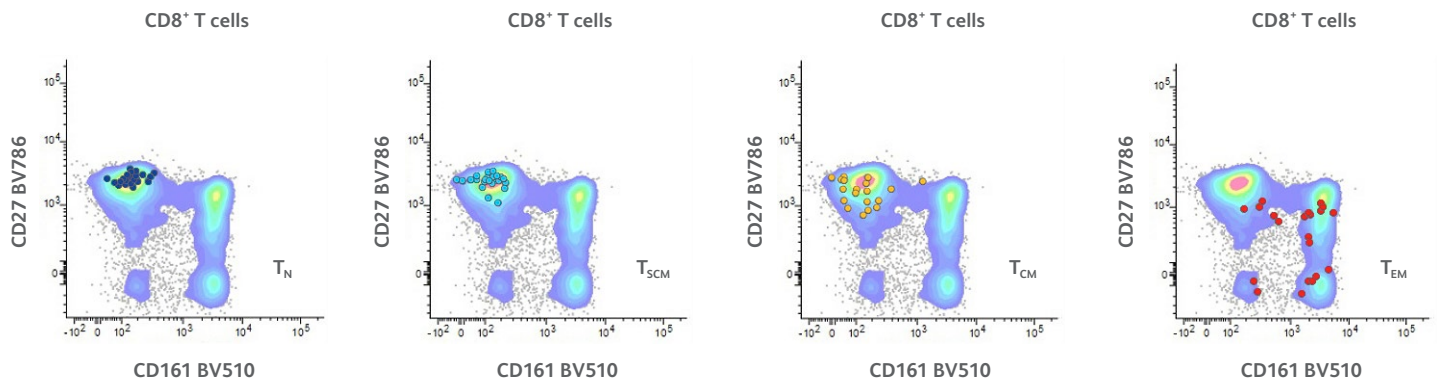 CD8⁺ T cells
CD27 BV786
10⁵
10⁴
10³
0
-10² 0 10² 10³ 10⁴ 10⁵
T_N
CD161 BV510
CD8⁺ T cells
CD27 BV786
10⁵
10⁴
10³
0
-10² 0 10² 10³ 10⁴ 10⁵
T_SCM
CD161 BV510
CD8⁺ T cells
CD27 BV786
10⁵
10⁴
10³
0
-10² 0 10² 10³ 10⁴ 10⁵
T_CM
CD161 BV510
CD8⁺ T cells
CD27 BV786
10⁵
10⁴
10³
0
-10² 0 10² 10³ 10⁴ 10⁵
T_EM
CD161 BV510